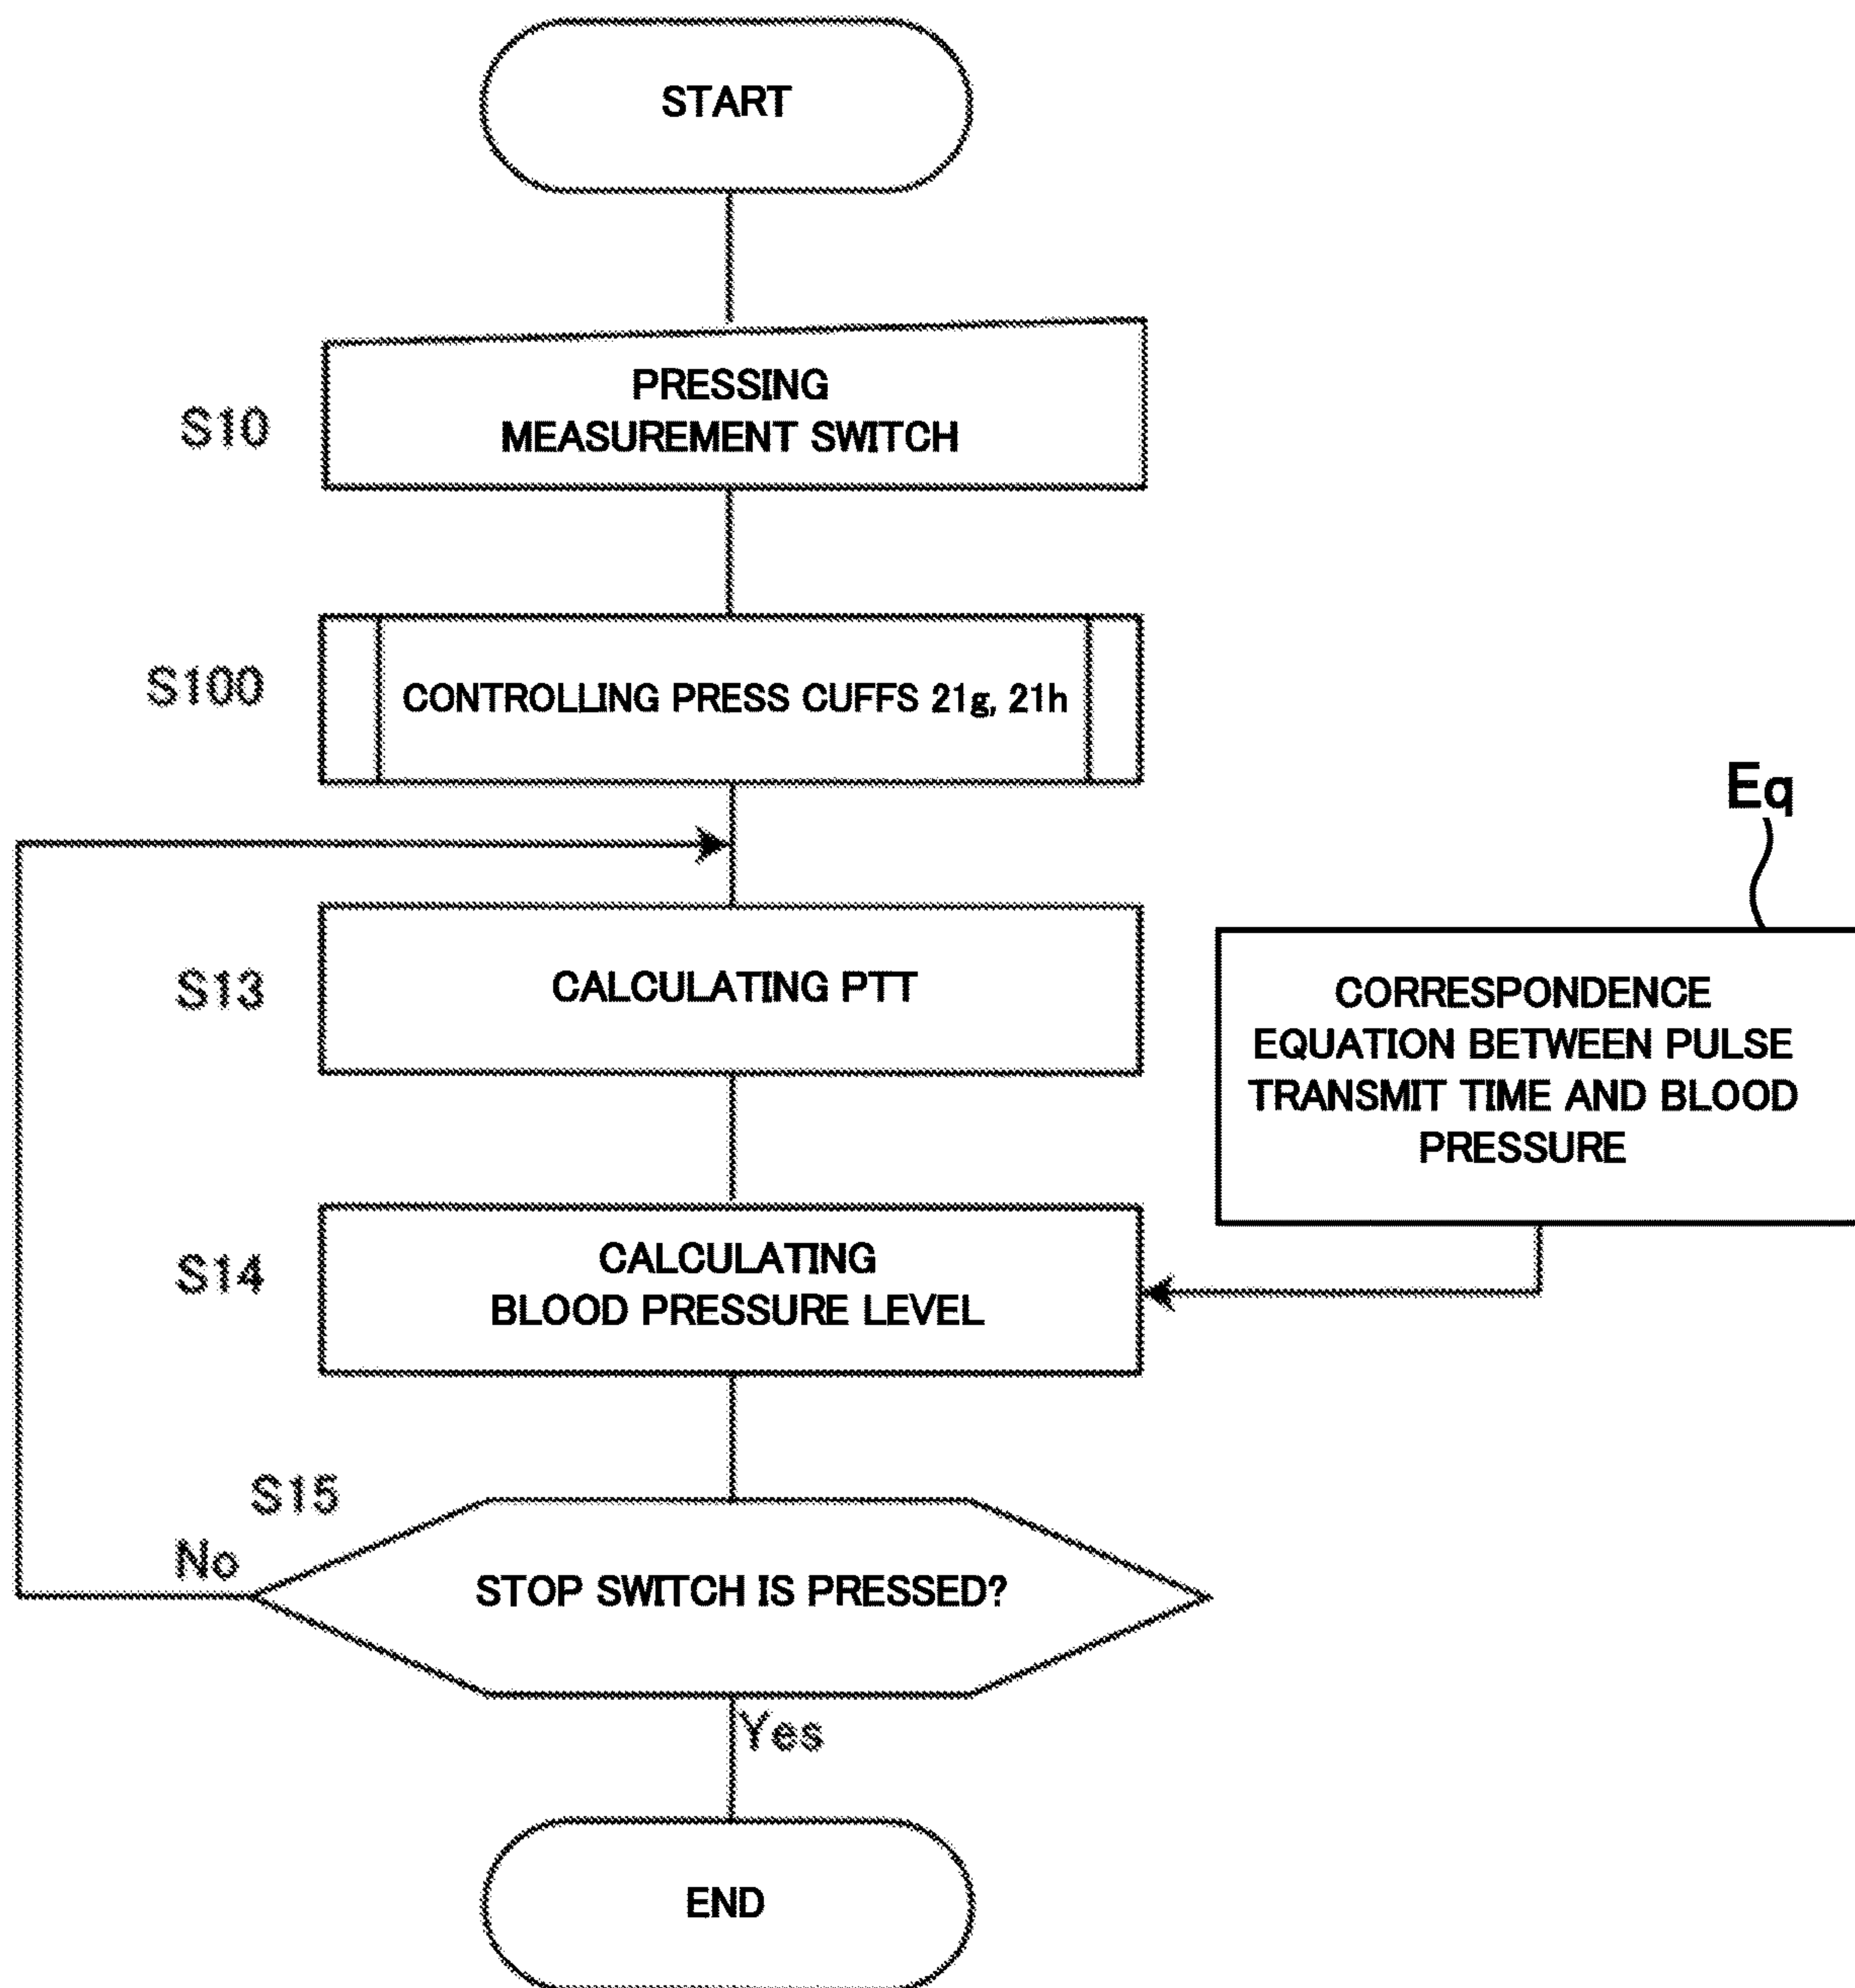 START
S10
PRESSING
MEASUREMENT SWITCH
S100
CONTROLLING PRESS CUFFS 21g, 21h
Eq
S13
CALCULATING PTT
CORRESPONDENCE
EQUATION BETWEEN PULSE
TRANSMIT TIME AND BLOOD
PRESSURE
S14
CALCULATING
BLOOD PRESSURE LEVEL
S15
No
STOP SWITCH IS PRESSED?
Yes
END